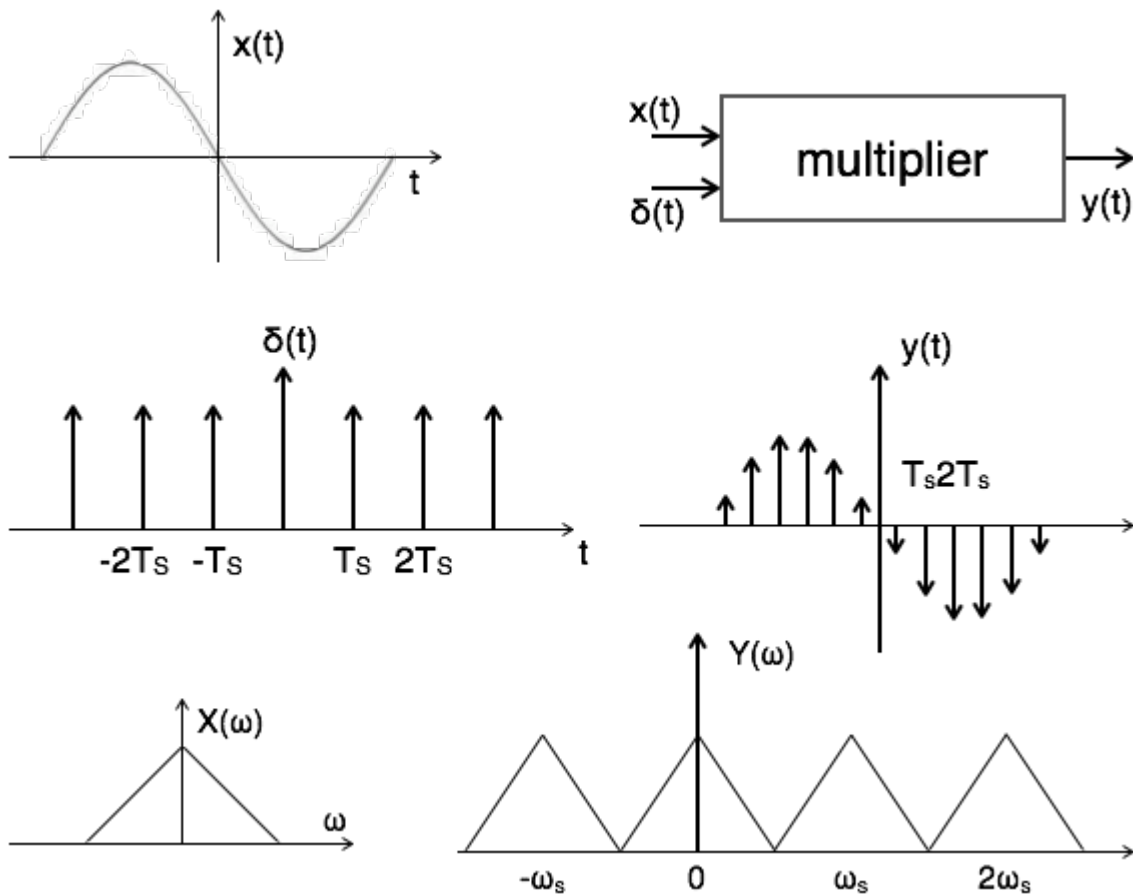 x(t)
t
x(t)
δ(t)
multiplier
y(t)
δ(t)
-2Ts -Ts Ts 2Ts t
y(t)
Ts2Ts
X(ω)
ω
Y(ω)
-ωs 0 ωs 2ωs